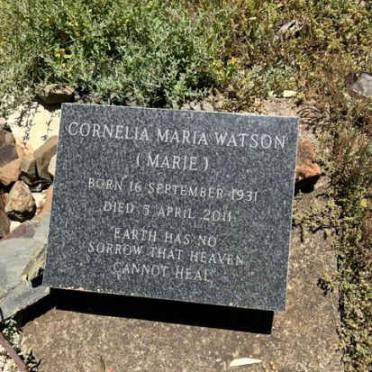 CORNELIA MARIA WATSON
( MARIE )
BORN 16 SEPTEMBER 1931
DIED 5 APRIL 2011
"EARTH HAS NO
SORROW THAT HEAVEN
CANNOT HEAL"